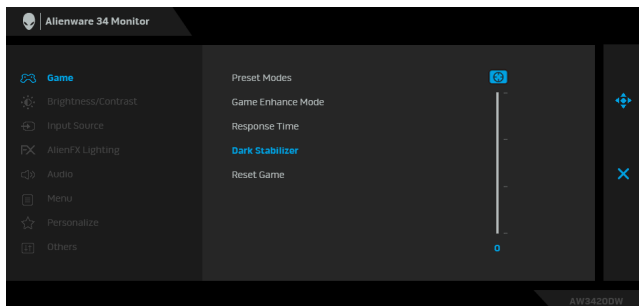 Alienware 34 Monitor
Game
Brightness/Contrast
Input Source
AlienFX Lighting
Audio
Menu
Personalize
Others
Preset Modes
Game Enhance Mode
Response Time
Dark Stabilizer
Reset Game
0
AW3420DW